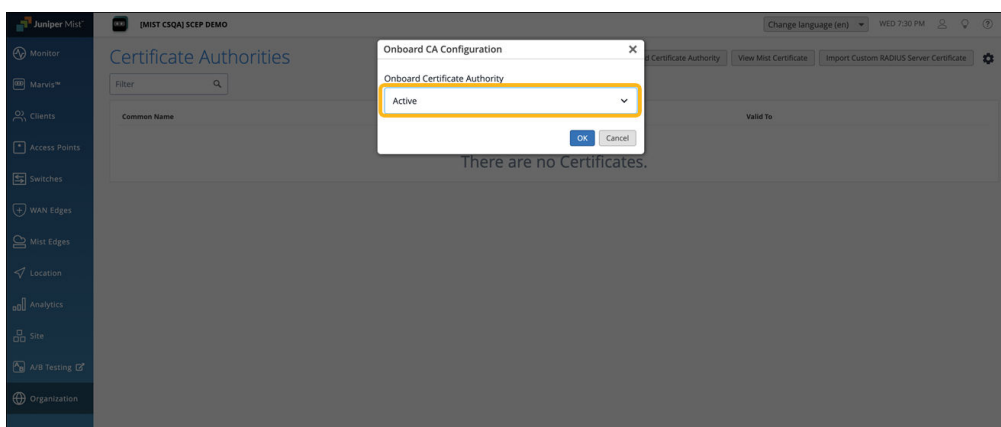 Juniper Mist™
[MIST CSQA] SCEP DEMO
Change language (en)
WED 7:30 PM
Monitor
Marvis™
Clients
Access Points
Switches
WAN Edges
Mist Edges
Location
Analytics
Site
A/B Testing
Organization
Certificate Authorities
Certificate Authority
View Mist Certificate
Import Custom RADIUS Server Certificate
Filter
Common Name
Valid To
There are no Certificates.
Onboard CA Configuration
Onboard Certificate Authority
Active
OK
Cancel